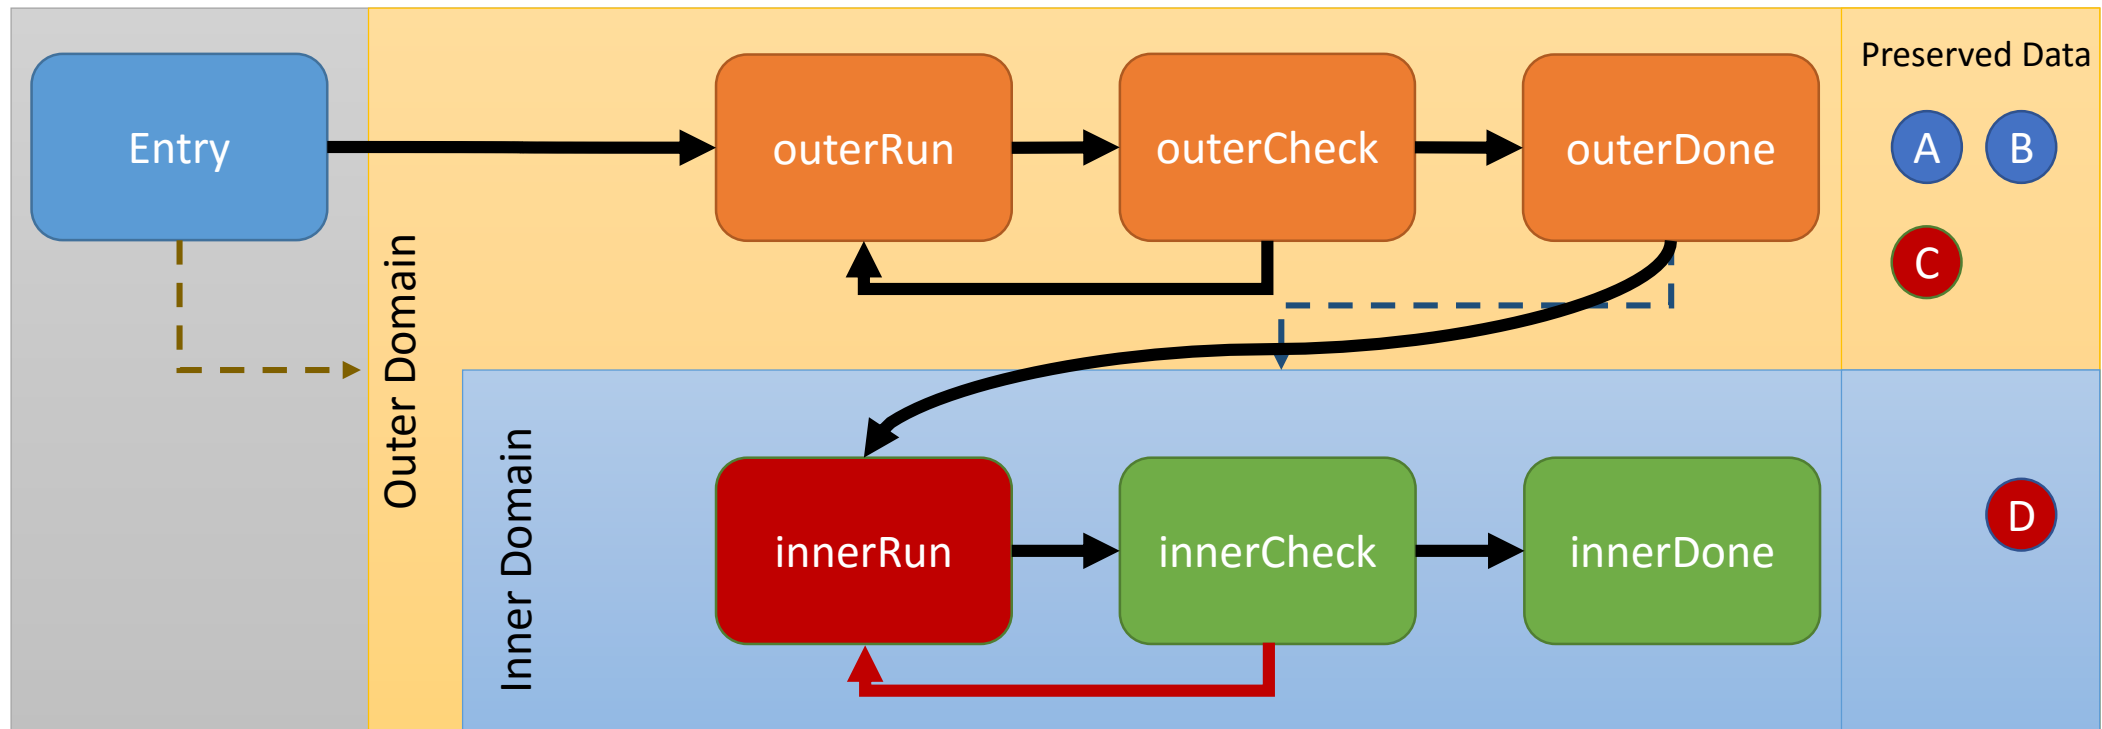 Preserved Data
Entry
outerRun
outerCheck
outerDone
A
B
C
Outer Domain
Inner Domain
innerRun
innerCheck
innerDone
D